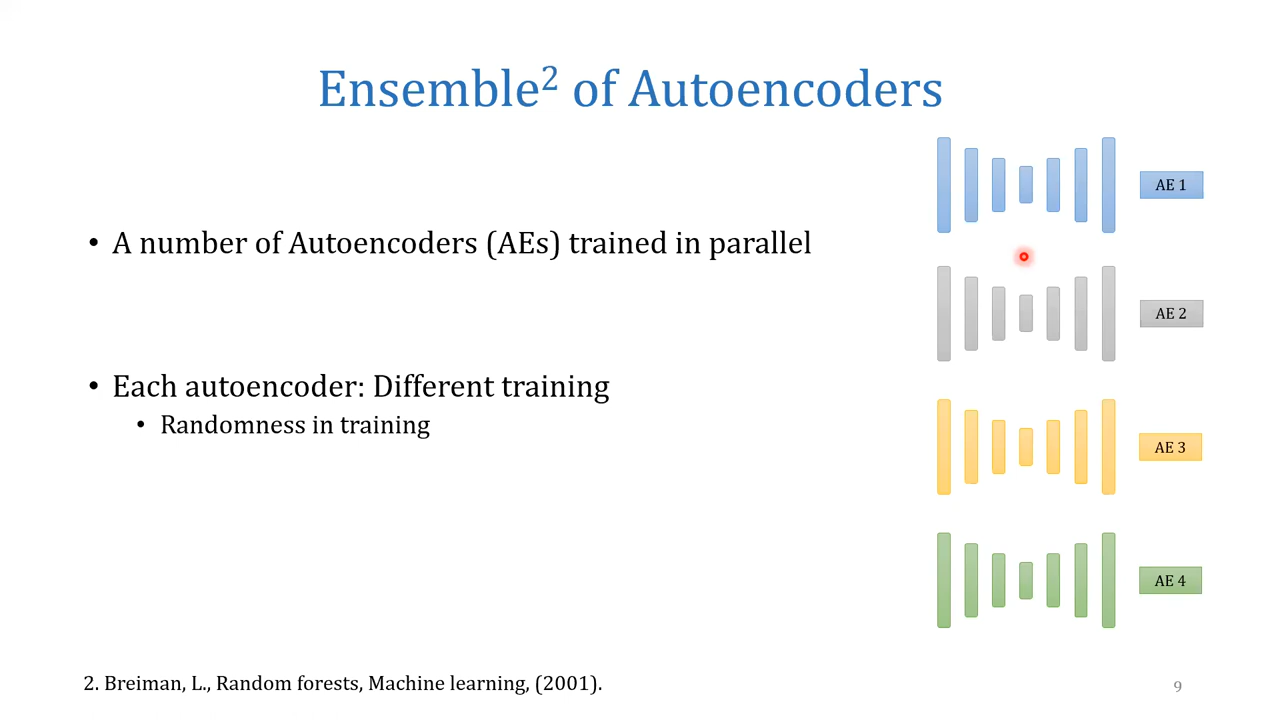 Ensemble² of Autoencoders
• A number of Autoencoders (AEs) trained in parallel
• Each autoencoder: Different training
• Randomness in training
AE 1
AE 2
AE 3
AE 4
2. Breiman, L., Random forests, Machine learning, (2001).
9